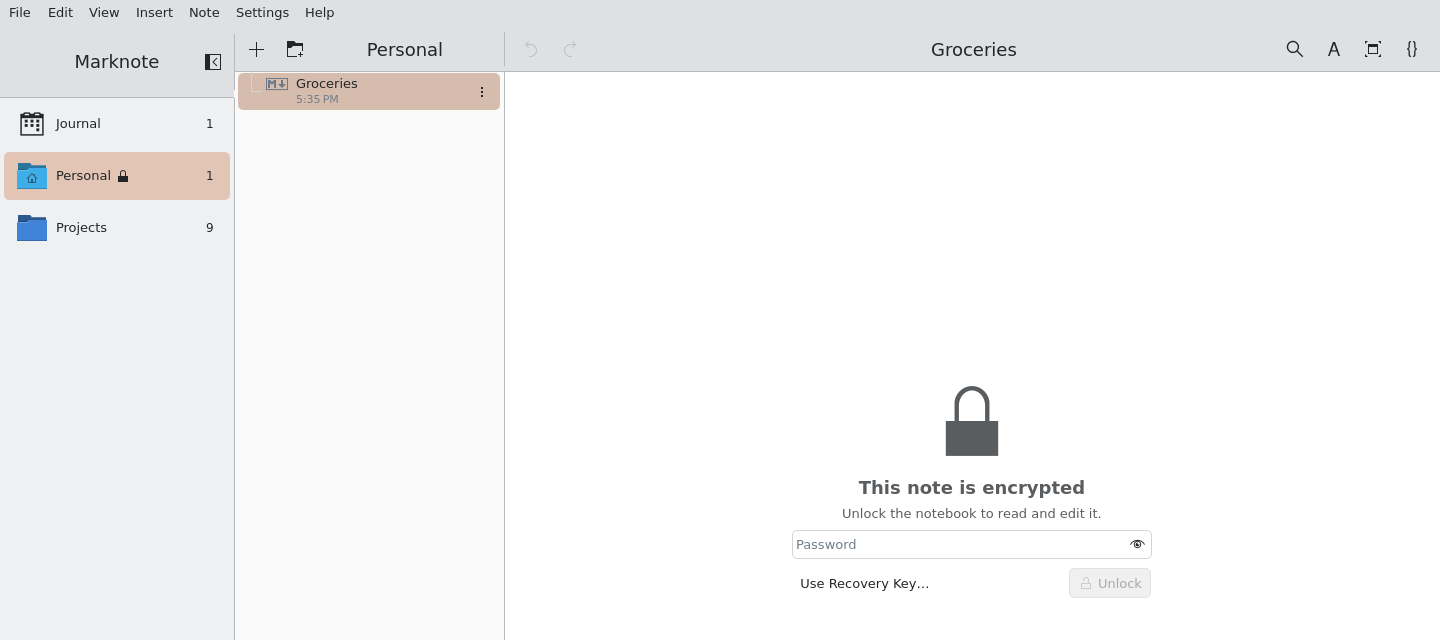 File Edit View Insert Note Settings Help
Marknote
Personal
Groceries
A
{}
Journal 1
Personal 1
Projects 9
M
Groceries
5:35 PM
This note is encrypted
Unlock the notebook to read and edit it.
Password
Use Recovery Key…
Unlock